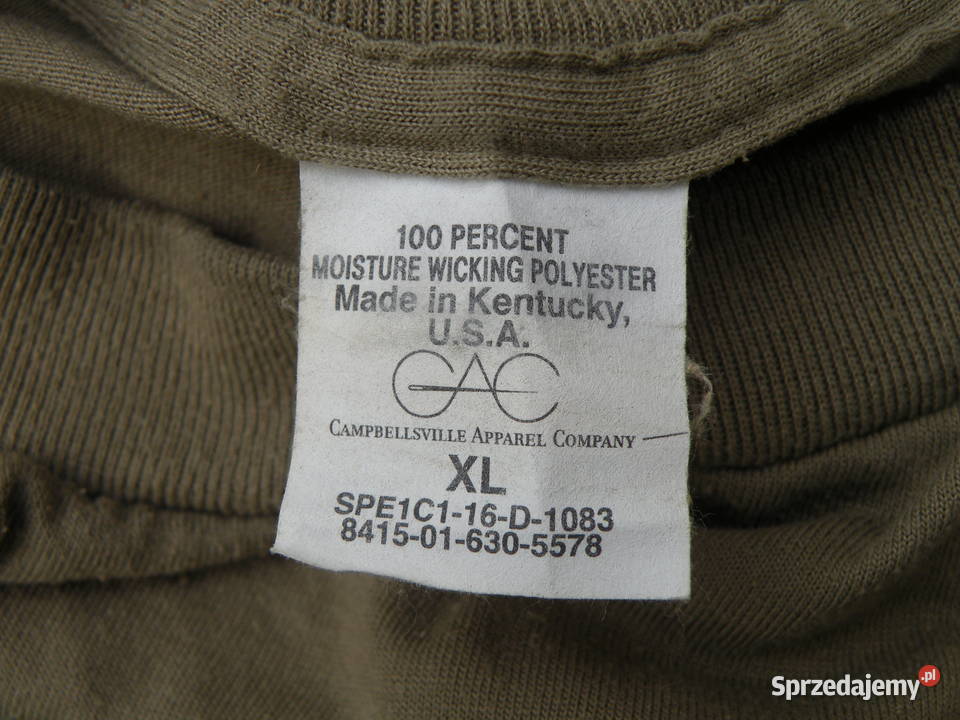 100 PERCENT
MOISTURE WICKING POLYESTER
Made in Kentucky,
U.S.A.
CAC
CAMPBELLSVILLE APPAREL COMPANY
XL
SPE1C1-16-D-1083
8415-01-630-5578
Sprzedajemy.pl